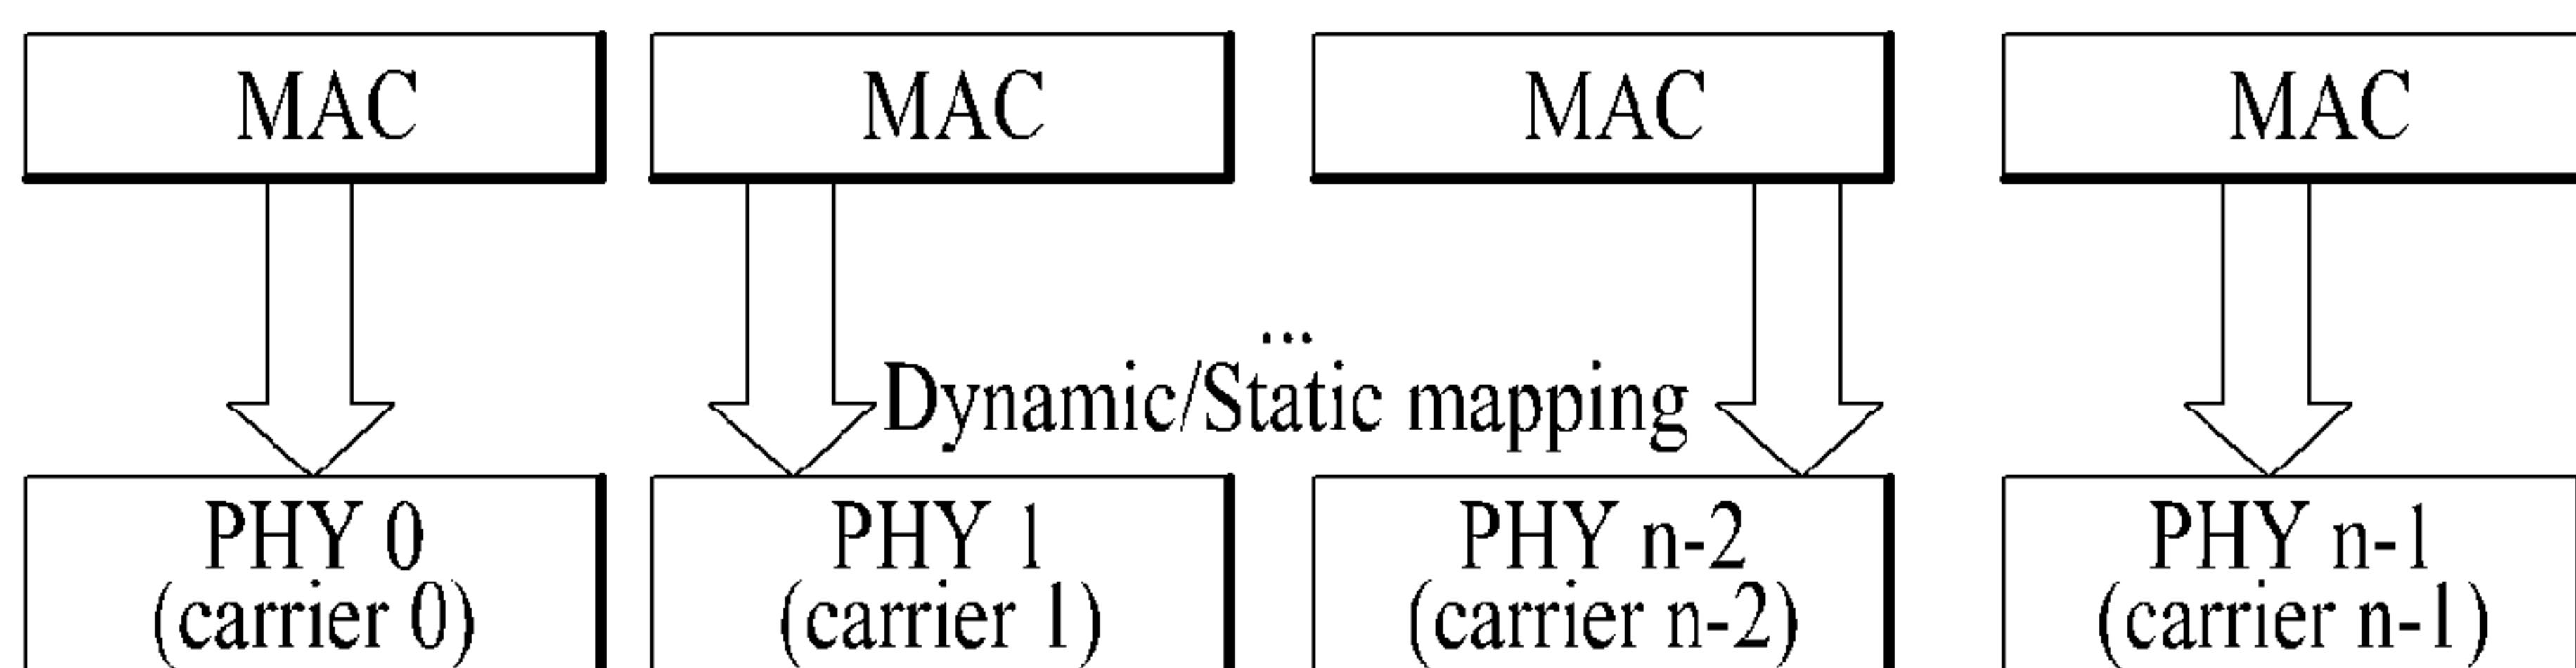 MAC MAC MAC MAC
...
Dynamic/Static mapping
PHY 0 PHY 1 PHY n-2 PHY n-1
(carrier 0) (carrier 1) (carrier n-2) (carrier n-1)